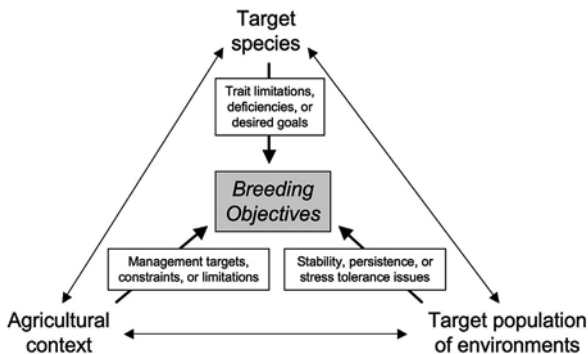 Target
species
Trait limitations,
deficiencies, or
desired goals
Breeding
Objectives
Management targets,
constraints, or limitations
Stability, persistence, or
stress tolerance issues
Agricultural
context
Target population
of environments